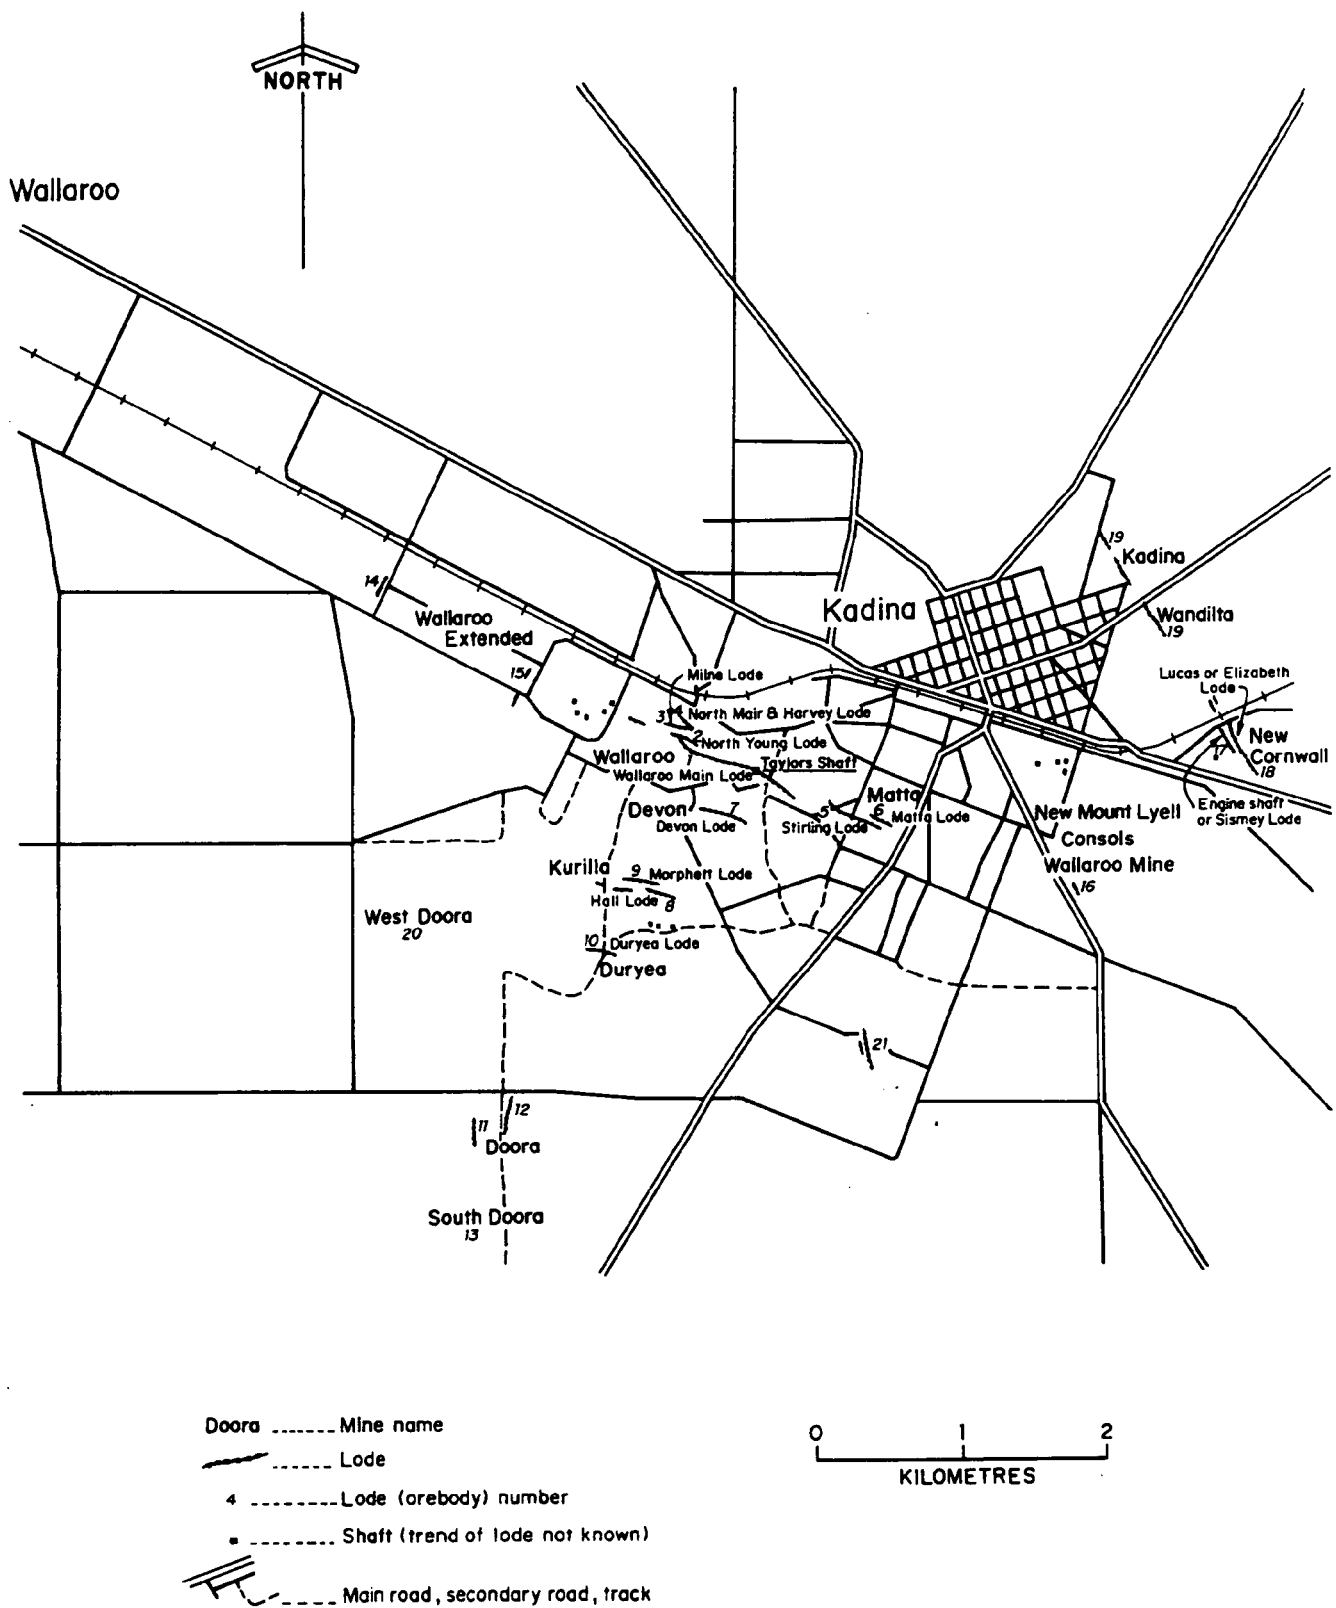 NORTH
Wallaroo
19
Kadina
14
Kadina
Wallaroo
Extended
Wandilta
19
15
Milne Lode
Lucas or Elizabeth
Lode
3
4
North Mair & Harvey Lode
2
North Young Lode
New
Cornwall
17
18
Wallaroo
Taylors Shaft
Wallaroo Main Lode
Devon
7
Devon Lode
Matta
5
6
Matta Lode
Stirling Lode
New Mount Lyell
Consols
Engine shaft
or Sismey Lode
Wallaroo Mine
16
Kurilla
9
Morphett Lode
Hall Lode
8
West Doora
20
10
Duryea Lode
Duryea
21
12
11
Doora
South Doora
13
Doora ------- Mine name
------ Lode
4 --------- Lode (orebody) number
-------- Shaft (trend of lode not known)
----- Main road, secondary road, track
0 1 2
KILOMETRES